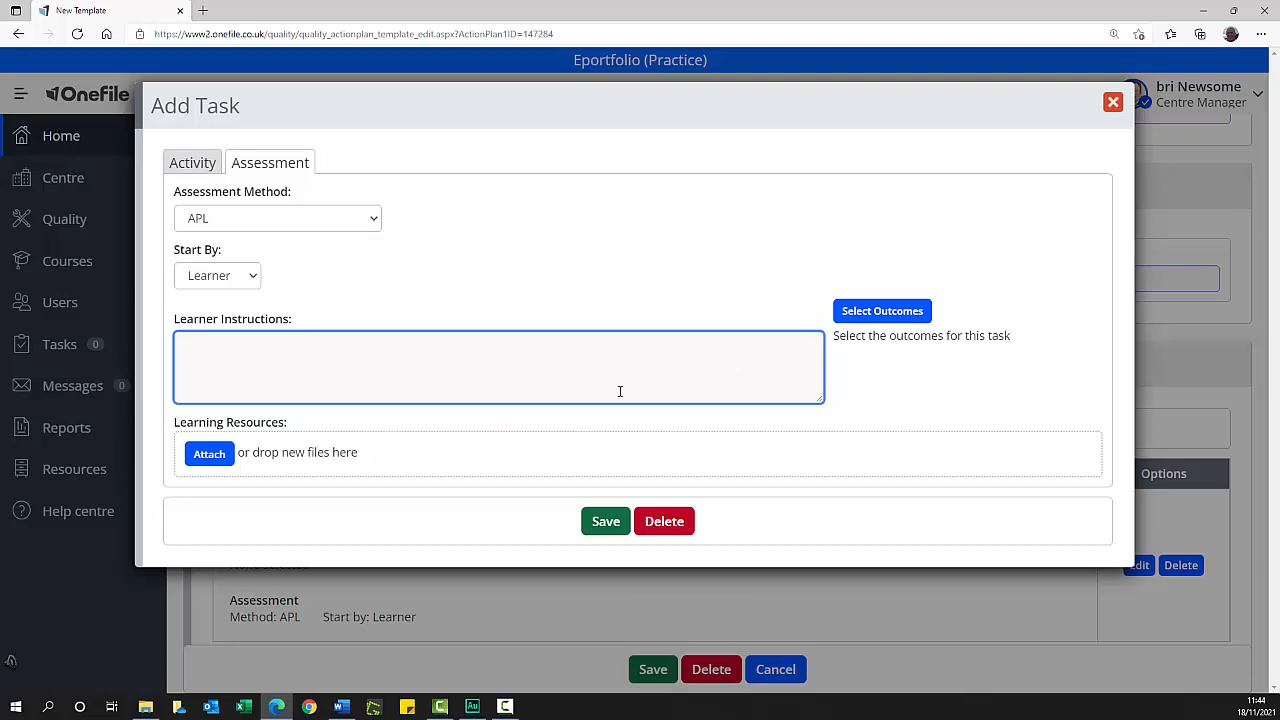 New Template
https://www2.onefile.co.uk/quality/quality_actionplan_template_edit.aspx?ActionPlan1ID=147284
Eportfolio (Practice)
Onefile
bri Newsome
Centre Manager
Home
Centre
Quality
Courses
Users
Tasks 0
Messages 0
Reports
Resources
Help centre
Add Task
Activity
Assessment
Assessment Method:
APL
Start By:
Learner
Learner Instructions:
Select Outcomes
Select the outcomes for this task
Learning Resources:
Attach or drop new files here
Save
Delete
Options
Edit
Delete
Assessment
Method: APL Start by: Learner
Save
Delete
Cancel
11:44
18/11/2021